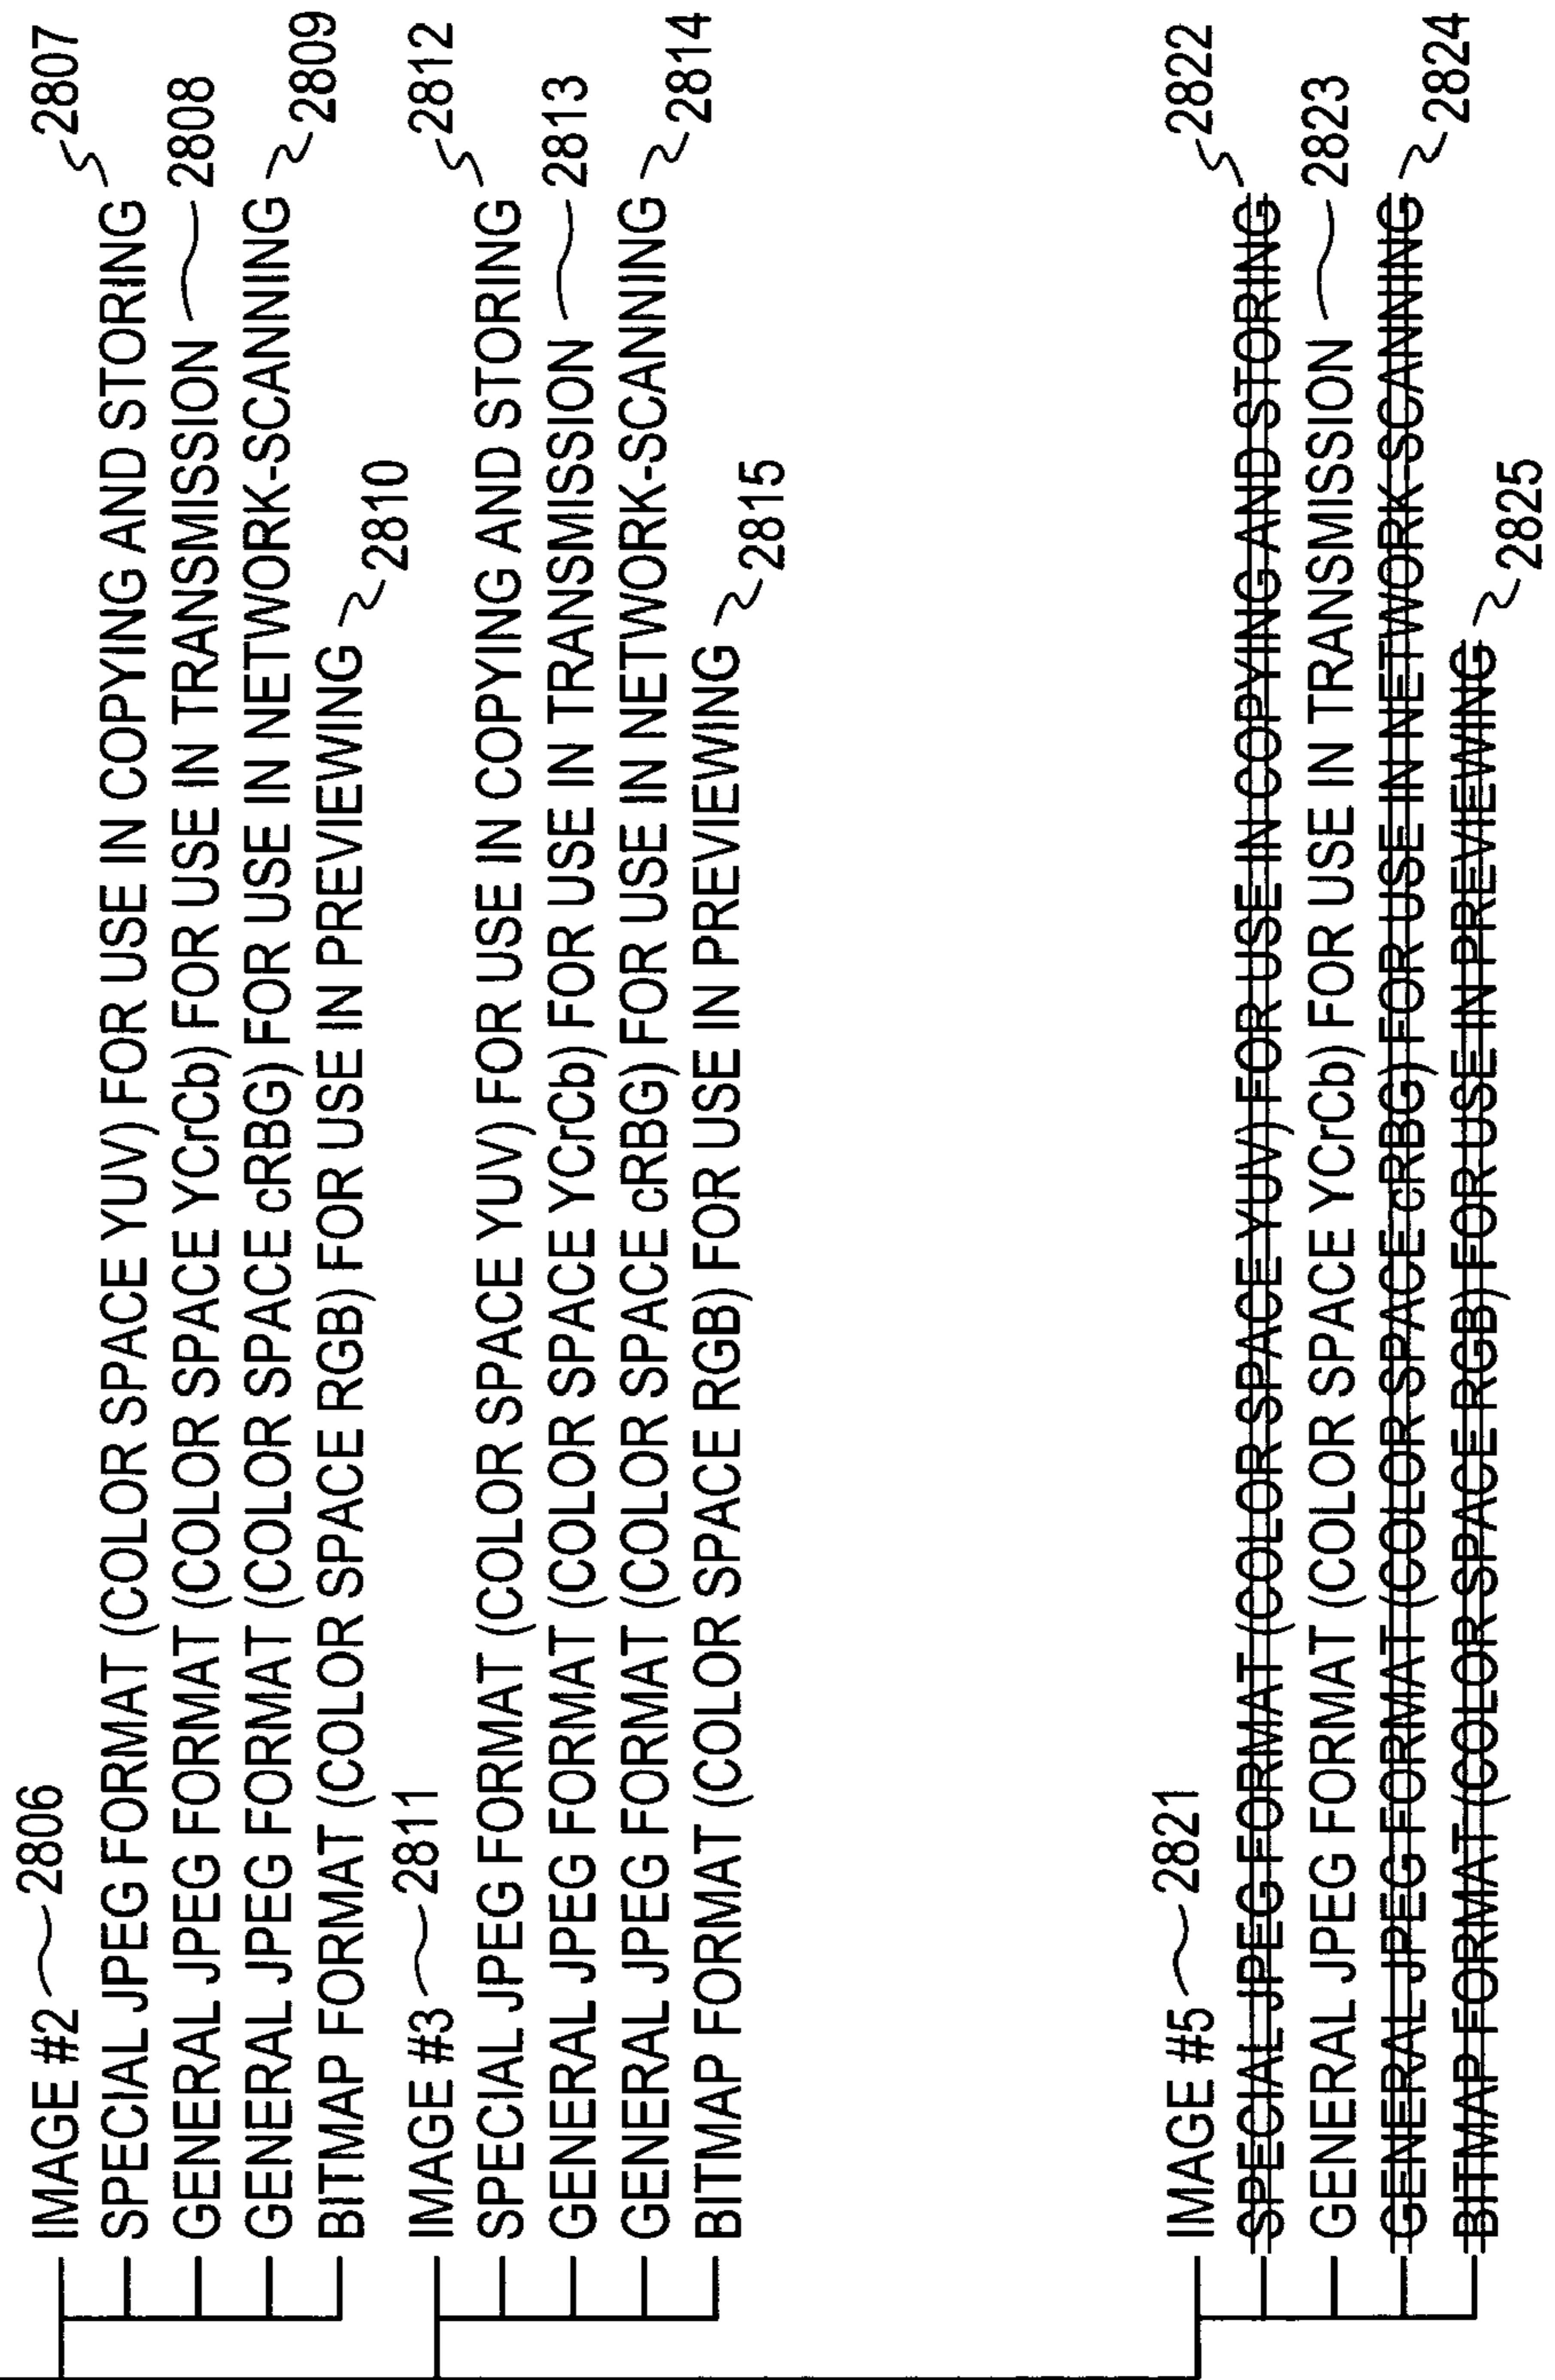 IMAGE #2 2806
SPECIAL JPEG FORMAT (COLOR SPACE YUV) FOR USE IN COPYING AND STORING 2807
GENERAL JPEG FORMAT (COLOR SPACE YCrCb) FOR USE IN TRANSMISSION 2808
GENERAL JPEG FORMAT (COLOR SPACE cRBG) FOR USE IN NETWORK-SCANNING 2809
BITMAP FORMAT (COLOR SPACE RGB) FOR USE IN PREVIEWING 2810
IMAGE #3 2811
SPECIAL JPEG FORMAT (COLOR SPACE YUV) FOR USE IN COPYING AND STORING 2812
GENERAL JPEG FORMAT (COLOR SPACE YCrCb) FOR USE IN TRANSMISSION 2813
GENERAL JPEG FORMAT (COLOR SPACE cRBG) FOR USE IN NETWORK-SCANNING 2814
BITMAP FORMAT (COLOR SPACE RGB) FOR USE IN PREVIEWING 2815
IMAGE #5 2821
SPECIAL JPEG FORMAT (COLOR SPACE YUV) FOR USE IN COPYING AND STORING 2822
GENERAL JPEG FORMAT (COLOR SPACE YCrCb) FOR USE IN TRANSMISSION 2823
GENERAL JPEG FORMAT (COLOR SPACE cRBG) FOR USE IN NETWORK-SCANNING 2824
BITMAP FORMAT (COLOR SPACE RGB) FOR USE IN PREVIEWING 2825